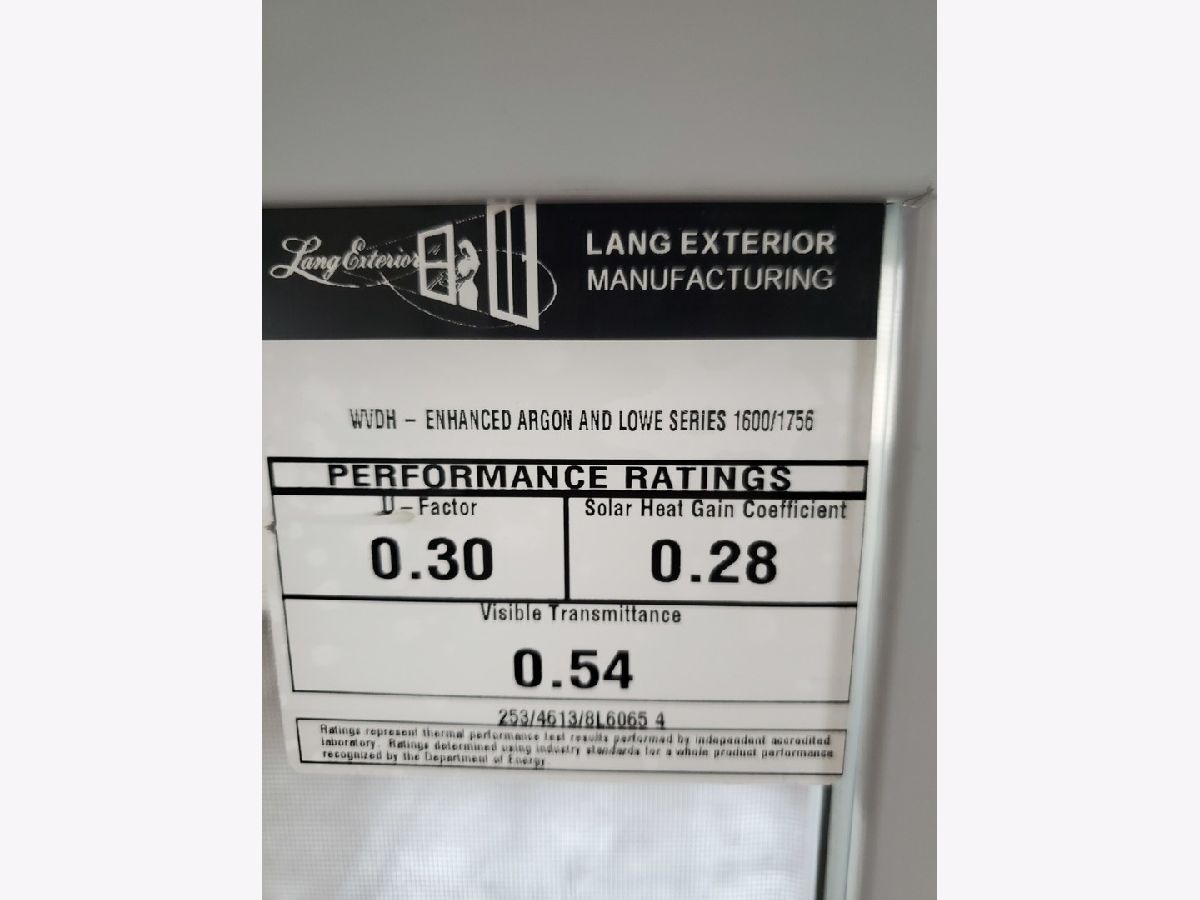 Lang Exterior
LANG EXTERIOR
MANUFACTURING
WVDH – ENHANCED ARGON AND LOWE SERIES 1600/1756
PERFORMANCE RATINGS
U – Factor
Solar Heat Gain Coefficient
0.30
0.28
Visible Transmittance
0.54
253/4613/8L6065 4
Ratings represent thermal performance test results performed by independent accredited
laboratory. Ratings determined using industry standards for a whole product performance
recognized by the Department of Energy.